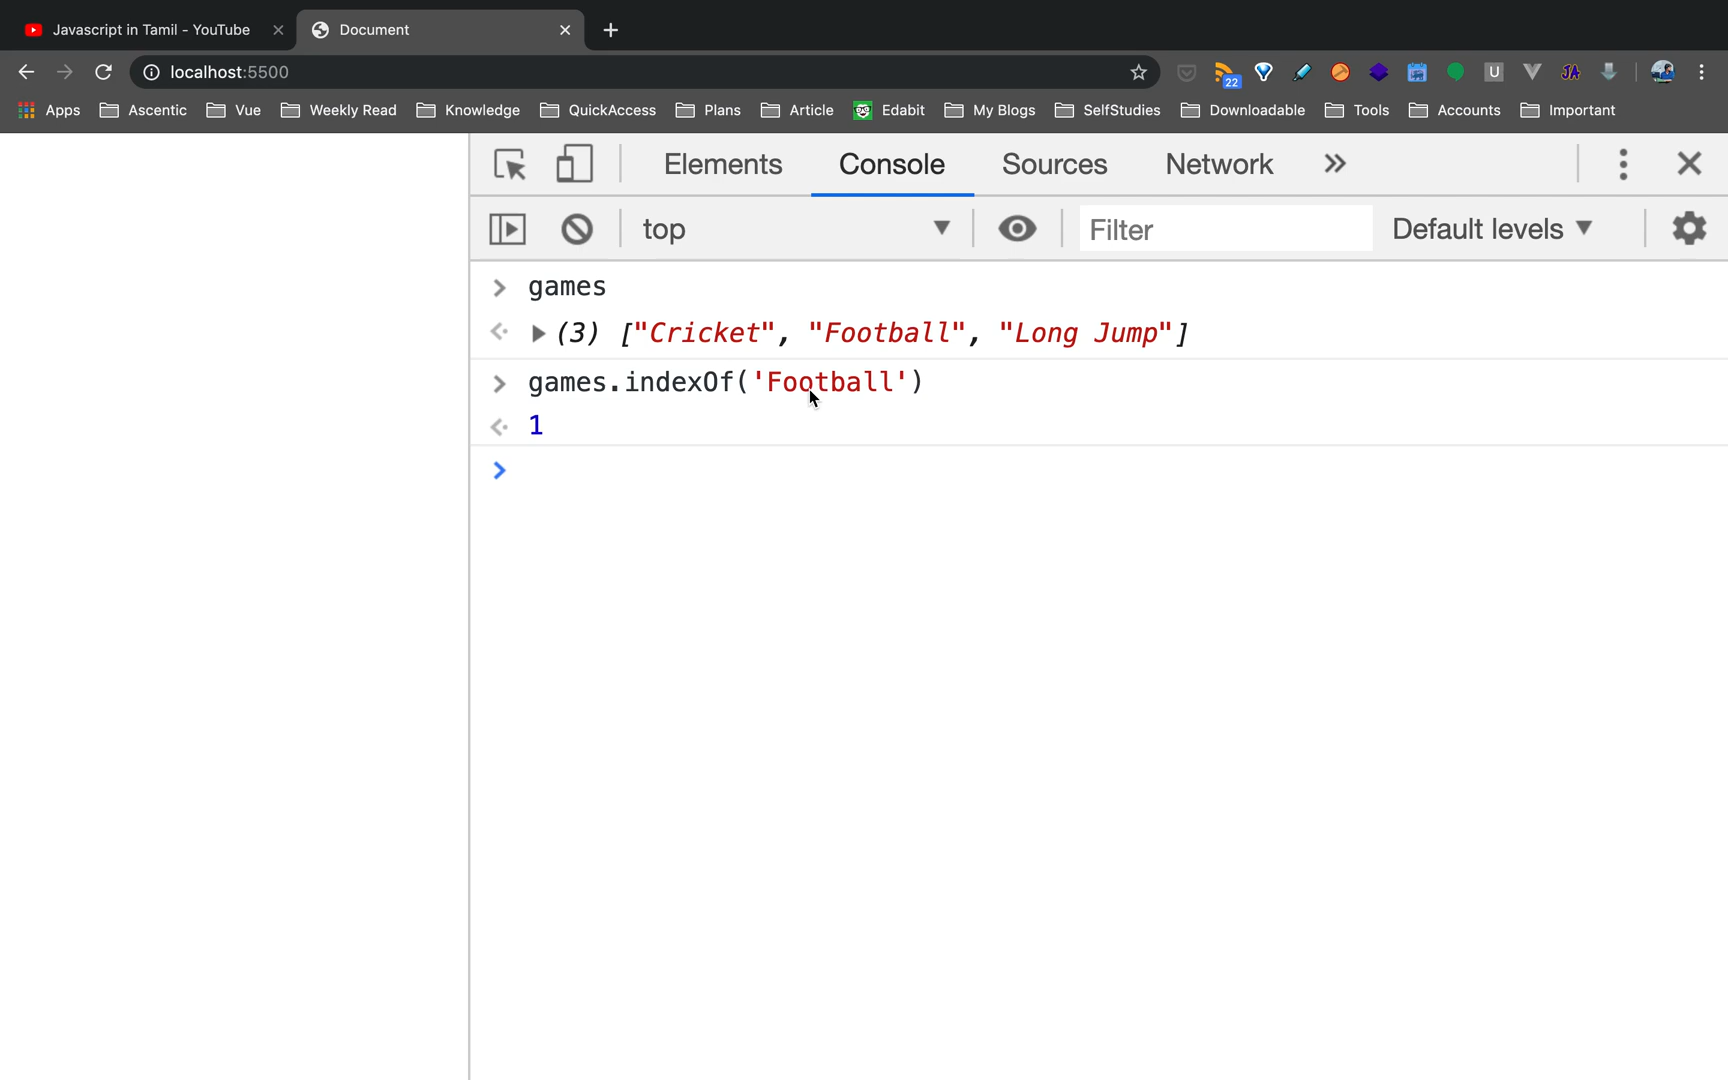 Javascript in Tamil - YouTube Document
localhost:5500 22 U JA
Apps Ascentic Vue Weekly Read Knowledge QuickAccess Plans Article Edabit My Blogs SelfStudies Downloadable Tools Accounts Important
Elements Console Sources Network
top Filter Default levels
games
(3) ["Cricket", "Football", "Long Jump"]
games.indexOf('Football')
1